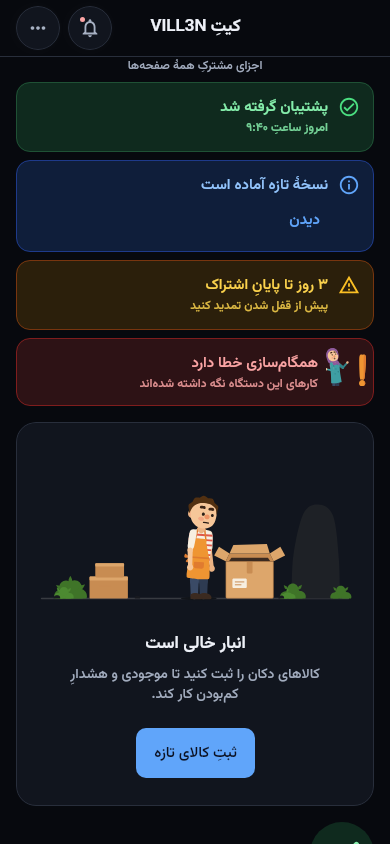 کیتِ VILL3N
اجزای مشترکِ همهٔ صفحه‌ها
پشتیبان گرفته شد
امروز ساعتِ ۹:۴۰
نسخهٔ تازه آماده است
دیدن
۳ روز تا پایانِ اشتراک
پیش از قفل شدن تمدید کنید
همگام‌سازی خطا دارد
کارهای این دستگاه نگه داشته شده‌اند
انبار خالی است
کالاهای دکان را ثبت کنید تا موجودی و هشدارِ
کم‌بودن کار کند.
ثبتِ کالای تازه